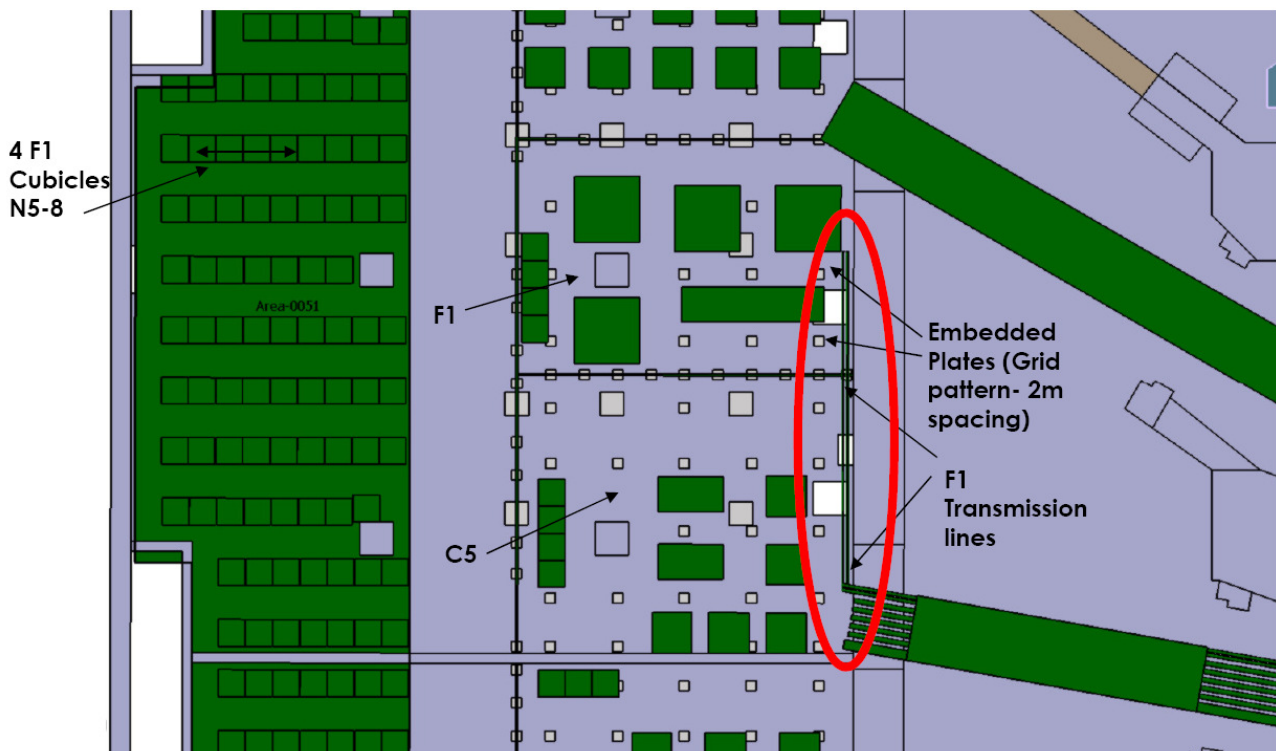 4 F1
Cubicles
N5-8
Area-0051
F1
C5
Embedded
Plates (Grid
pattern- 2m
spacing)
F1
Transmission
lines